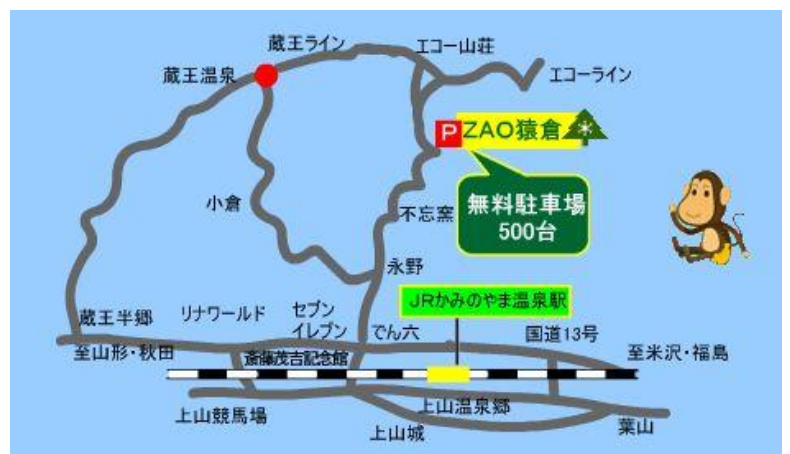 蔵王ライン
エコー山荘
蔵王温泉
エコーライン
P
ZAO猿倉
無料駐車場
500台
小倉
不忘窯
永野
JRかみのやま温泉駅
蔵王半郷
リナワールド
セブン
イレブン
でん六
国道13号
至山形・秋田
斎藤茂吉記念館
至米沢・福島
上山競馬場
上山温泉郷
上山城
葉山